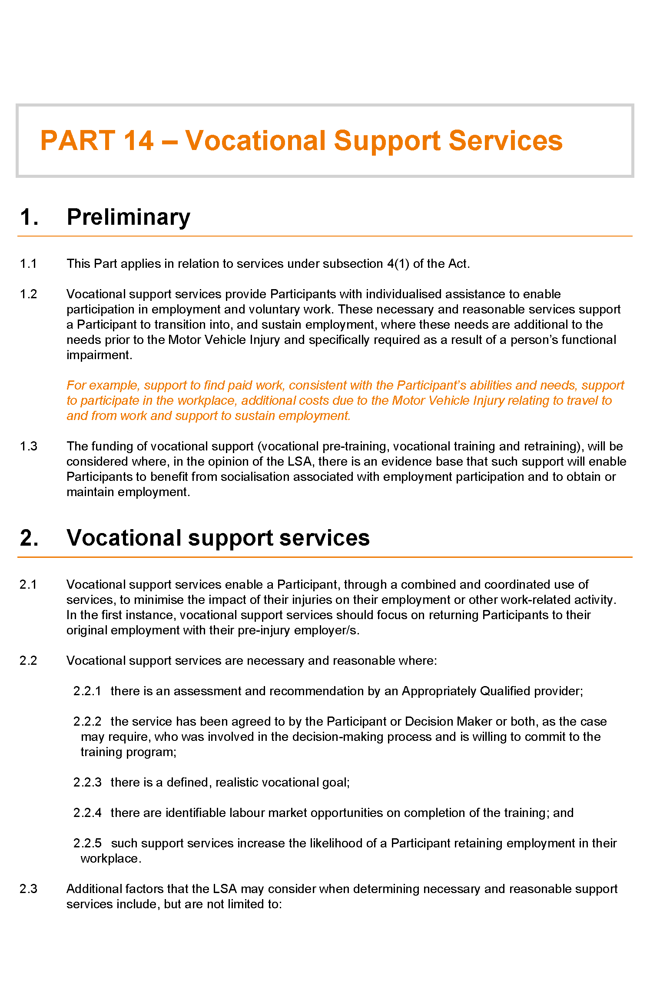 PART 14 – Vocational Support Services
1. Preliminary
1.1 This Part applies in relation to services under subsection 4(1) of the Act.
1.2 Vocational support services provide Participants with individualised assistance to enable
participation in employment and voluntary work. These necessary and reasonable services support
a Participant to transition into, and sustain employment, where these needs are additional to the
needs prior to the Motor Vehicle Injury and specifically required as a result of a person’s functional
impairment.
For example, support to find paid work, consistent with the Participant’s abilities and needs, support
to participate in the workplace, additional costs due to the Motor Vehicle Injury relating to travel to
and from work and support to sustain employment.
1.3 The funding of vocational support (vocational pre-training, vocational training and retraining), will be
considered where, in the opinion of the LSA, there is an evidence base that such support will enable
Participants to benefit from socialisation associated with employment participation and to obtain or
maintain employment.
2. Vocational support services
2.1 Vocational support services enable a Participant, through a combined and coordinated use of
services, to minimise the impact of their injuries on their employment or other work-related activity.
In the first instance, vocational support services should focus on returning Participants to their
original employment with their pre-injury employer/s.
2.2 Vocational support services are necessary and reasonable where:
2.2.1 there is an assessment and recommendation by an Appropriately Qualified provider;
2.2.2 the service has been agreed to by the Participant or Decision Maker or both, as the case
may require, who was involved in the decision-making process and is willing to commit to the
training program;
2.2.3 there is a defined, realistic vocational goal;
2.2.4 there are identifiable labour market opportunities on completion of the training; and
2.2.5 such support services increase the likelihood of a Participant retaining employment in their
workplace.
2.3 Additional factors that the LSA may consider when determining necessary and reasonable support
services include, but are not limited to: